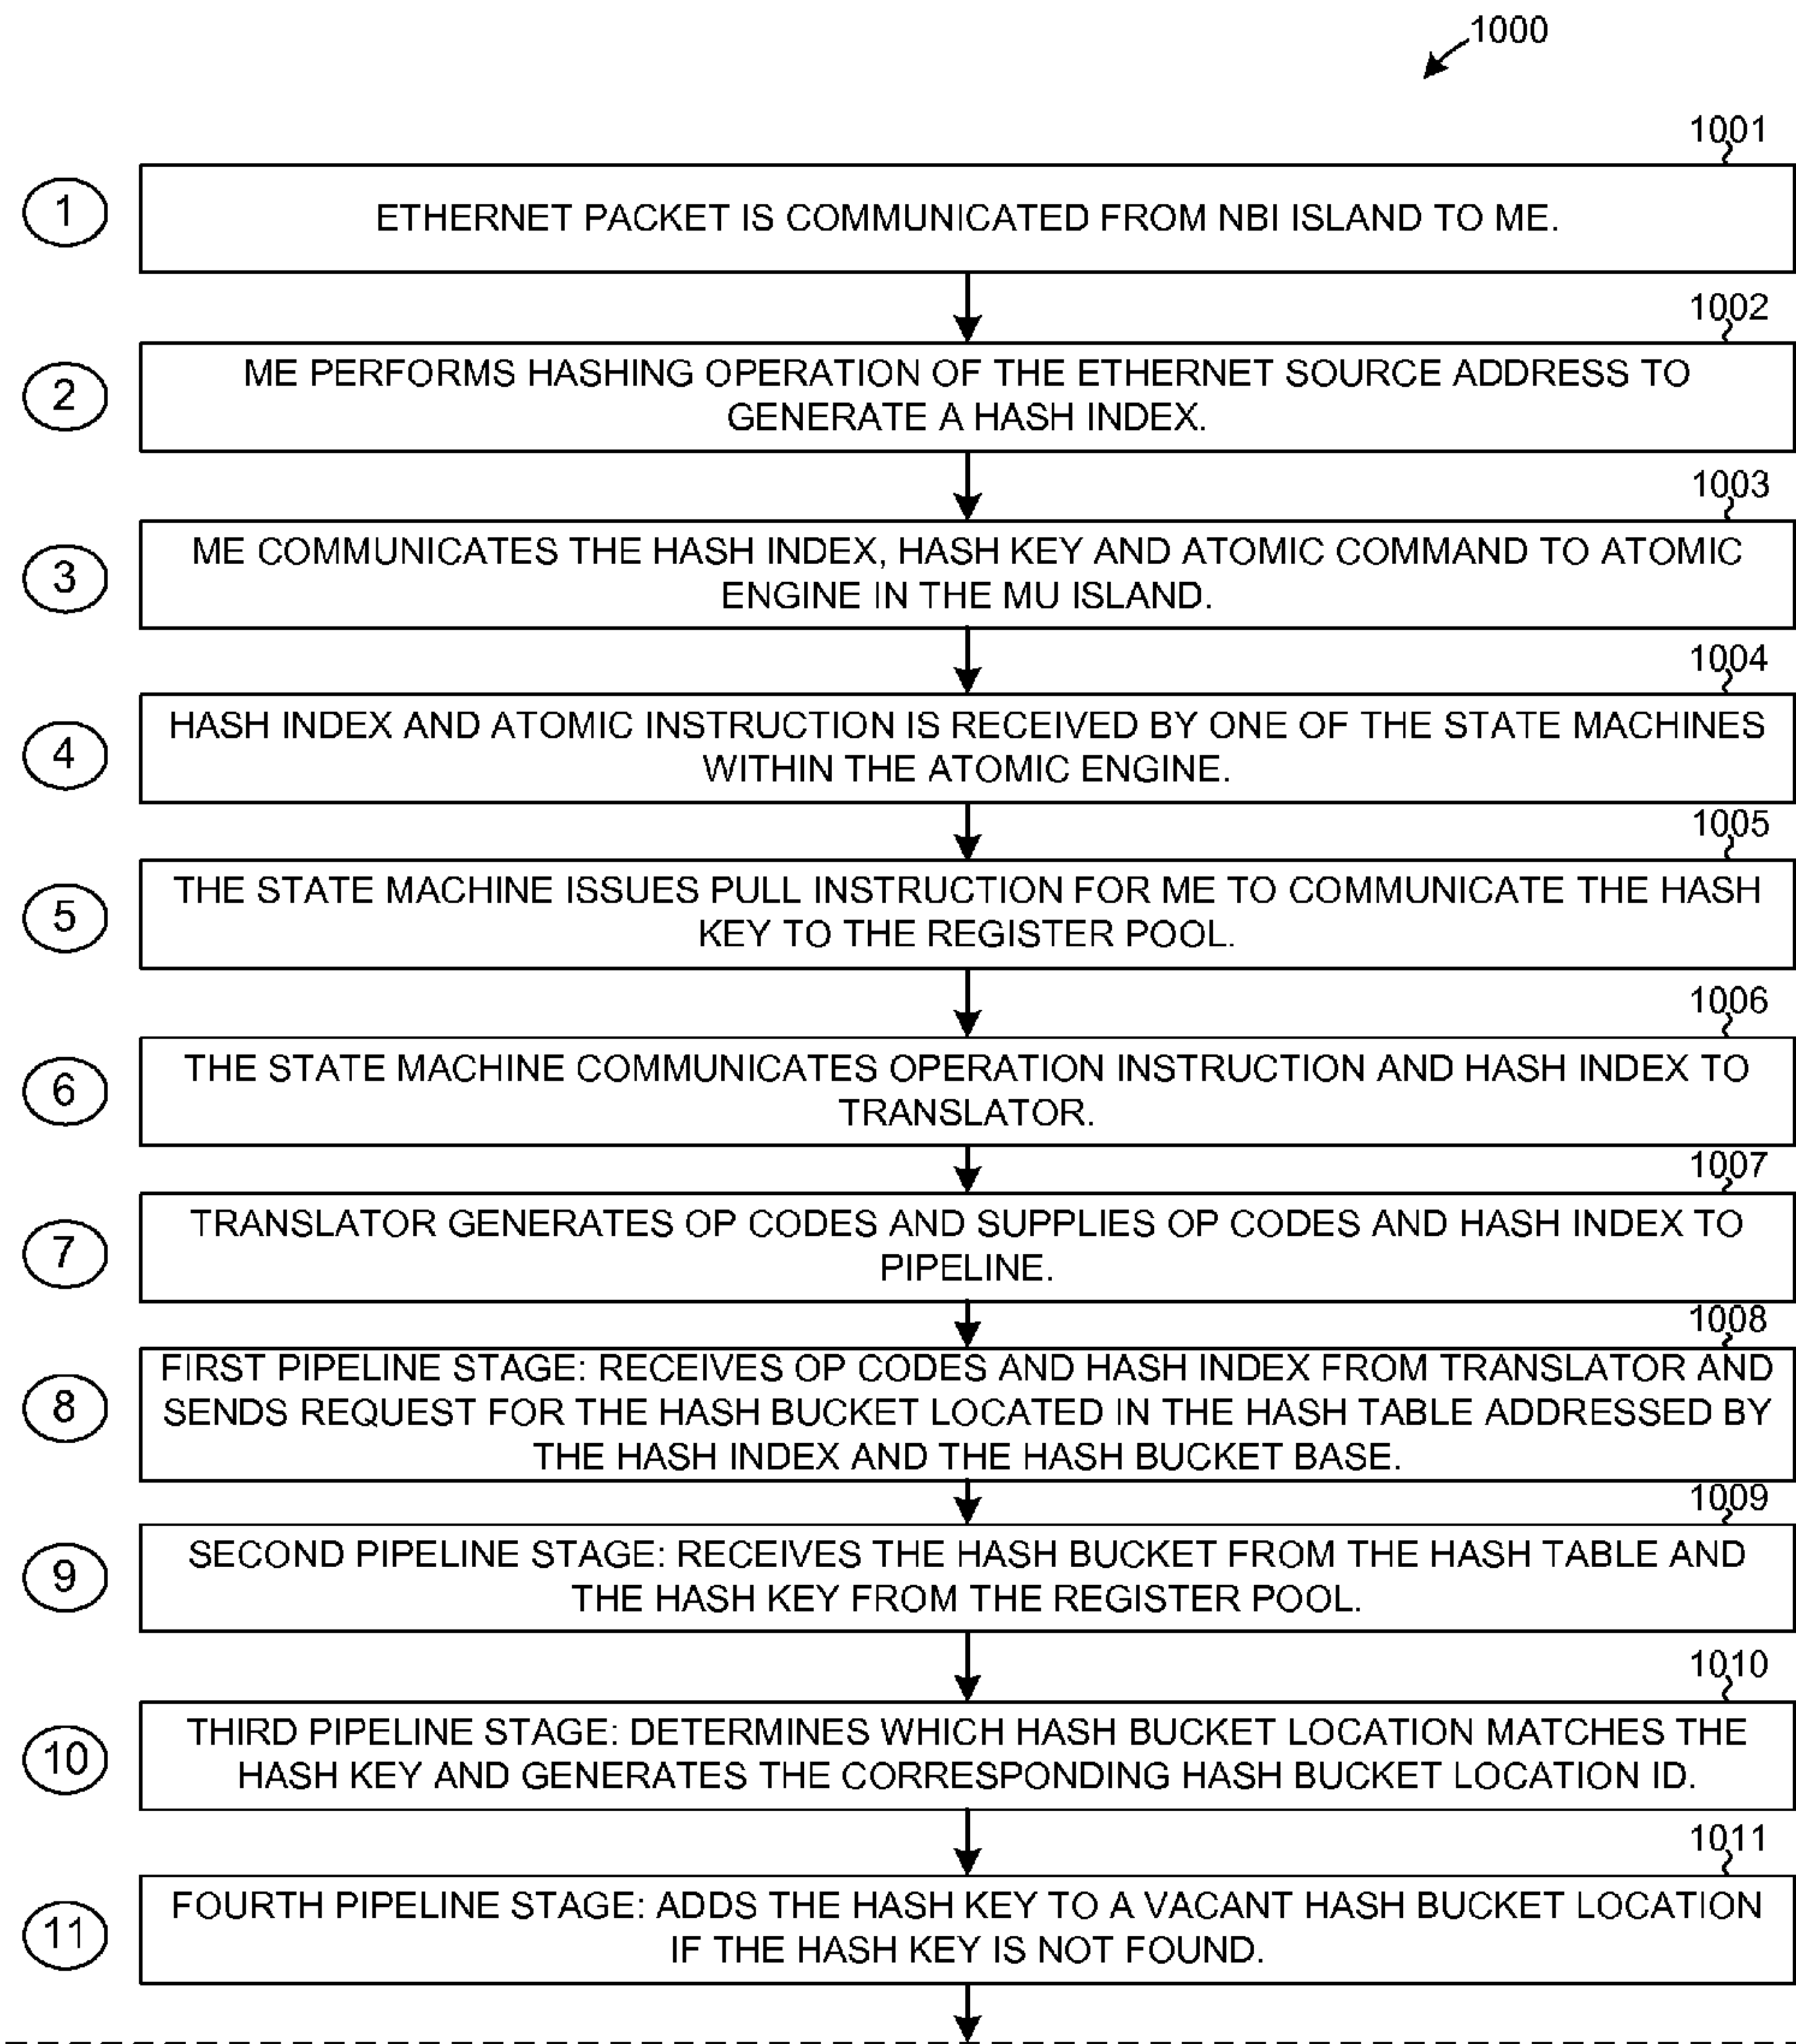 1000
1001
1
ETHERNET PACKET IS COMMUNICATED FROM NBI ISLAND TO ME.
1002
2
ME PERFORMS HASHING OPERATION OF THE ETHERNET SOURCE ADDRESS TO
GENERATE A HASH INDEX.
1003
3
ME COMMUNICATES THE HASH INDEX, HASH KEY AND ATOMIC COMMAND TO ATOMIC
ENGINE IN THE MU ISLAND.
1004
4
HASH INDEX AND ATOMIC INSTRUCTION IS RECEIVED BY ONE OF THE STATE MACHINES
WITHIN THE ATOMIC ENGINE.
1005
5
THE STATE MACHINE ISSUES PULL INSTRUCTION FOR ME TO COMMUNICATE THE HASH
KEY TO THE REGISTER POOL.
1006
6
THE STATE MACHINE COMMUNICATES OPERATION INSTRUCTION AND HASH INDEX TO
TRANSLATOR.
1007
7
TRANSLATOR GENERATES OP CODES AND SUPPLIES OP CODES AND HASH INDEX TO
PIPELINE.
1008
8
FIRST PIPELINE STAGE: RECEIVES OP CODES AND HASH INDEX FROM TRANSLATOR AND
SENDS REQUEST FOR THE HASH BUCKET LOCATED IN THE HASH TABLE ADDRESSED BY
THE HASH INDEX AND THE HASH BUCKET BASE.
1009
9
SECOND PIPELINE STAGE: RECEIVES THE HASH BUCKET FROM THE HASH TABLE AND
THE HASH KEY FROM THE REGISTER POOL.
1010
10
THIRD PIPELINE STAGE: DETERMINES WHICH HASH BUCKET LOCATION MATCHES THE
HASH KEY AND GENERATES THE CORRESPONDING HASH BUCKET LOCATION ID.
1011
11
FOURTH PIPELINE STAGE: ADDS THE HASH KEY TO A VACANT HASH BUCKET LOCATION
IF THE HASH KEY IS NOT FOUND.